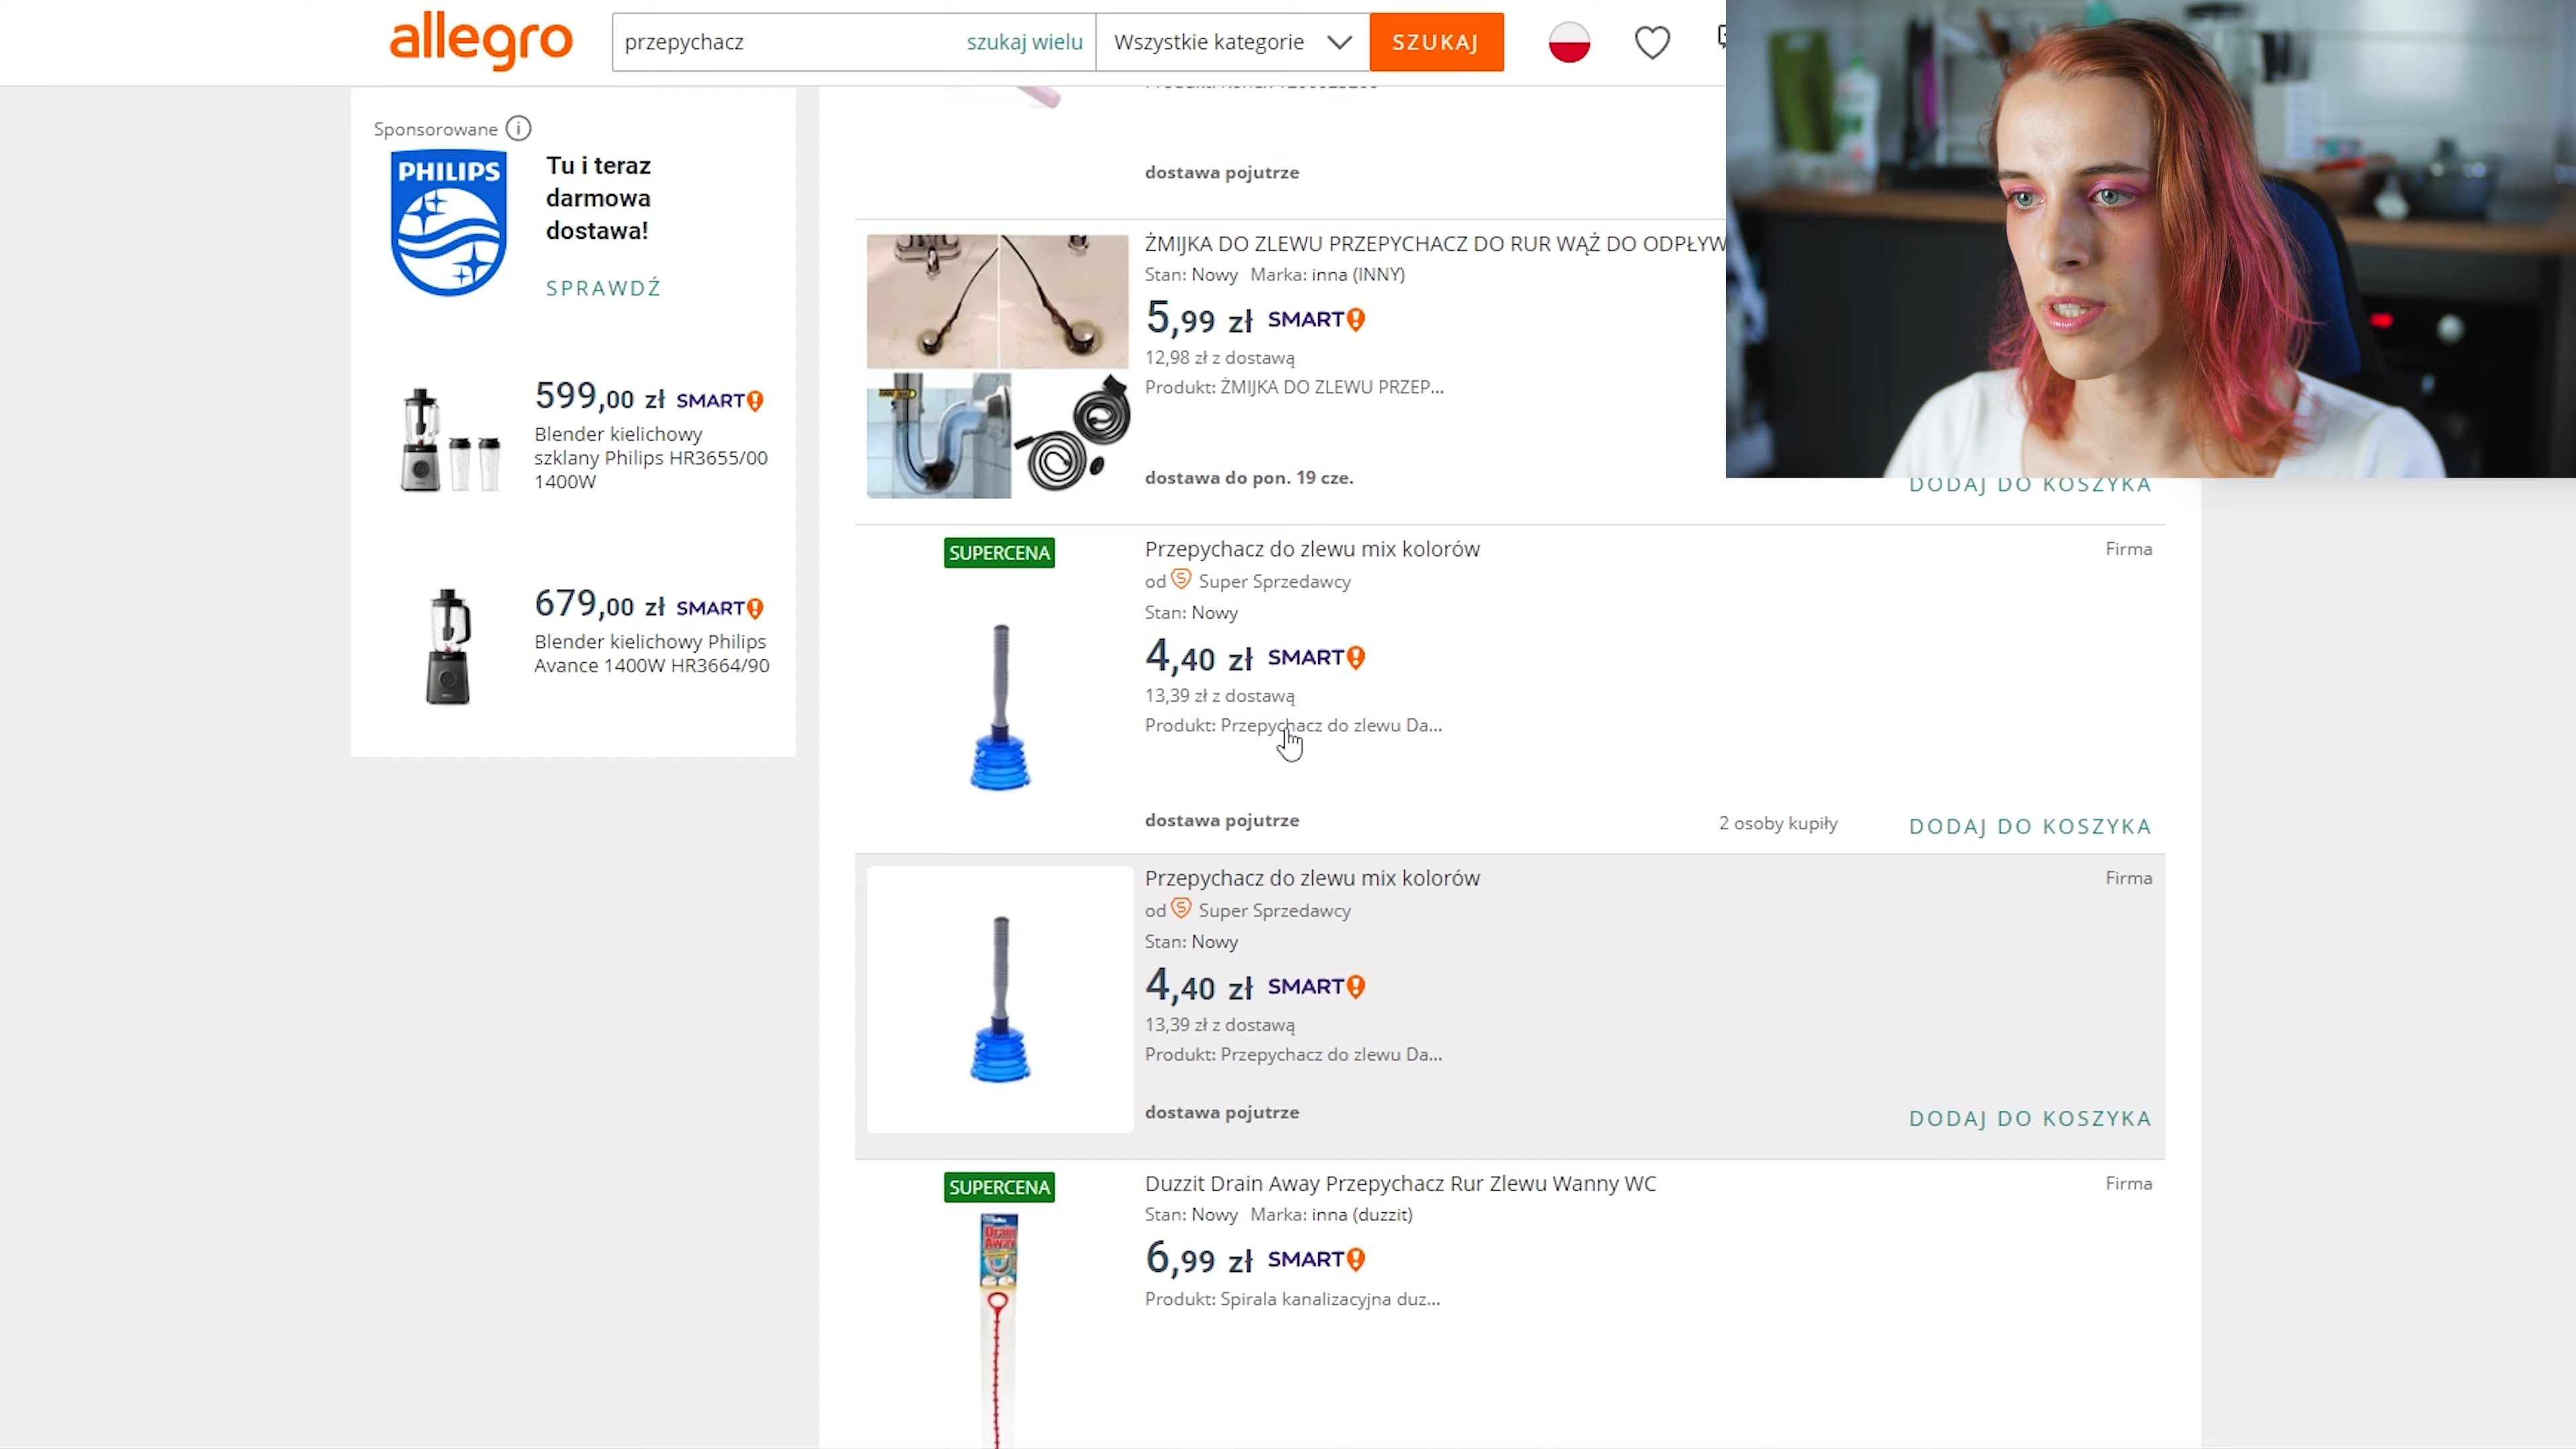 allegro
przepychacz
szukaj wielu
Wszystkie kategorie
SZUKAJ
Sponsorowane
PHILIPS
Tu i teraz
darmowa
dostawa!
SPRAWDŹ
599,00 zł SMART!
Blender kielichowy
szklany Philips HR3655/00
1400W
679,00 zł SMART!
Blender kielichowy Philips
Avance 1400W HR3664/90
dostawa pojutrze
ŻMIJKA DO ZLEWU PRZEPYCHACZ DO RUR WĄŻ DO ODPŁYW
Stan: Nowy Marka: inna (INNY)
5,99 zł SMART!
12,98 zł z dostawą
Produkt: ŻMIJKA DO ZLEWU PRZEP...
dostawa do pon. 19 cze.
DODAJ DO KOSZYKA
SUPERCENA
Przepychacz do zlewu mix kolorów
Firma
od Super Sprzedawcy
Stan: Nowy
4,40 zł SMART!
13,39 zł z dostawą
Produkt: Przepychacz do zlewu Da...
dostawa pojutrze
2 osoby kupiły
DODAJ DO KOSZYKA
Przepychacz do zlewu mix kolorów
Firma
od Super Sprzedawcy
Stan: Nowy
4,40 zł SMART!
13,39 zł z dostawą
Produkt: Przepychacz do zlewu Da...
dostawa pojutrze
DODAJ DO KOSZYKA
SUPERCENA
Duzzit Drain Away Przepychacz Rur Zlewu Wanny WC
Firma
Stan: Nowy Marka: inna (duzzit)
6,99 zł SMART!
Produkt: Spirala kanalizacyjna duz...
Drain
Away